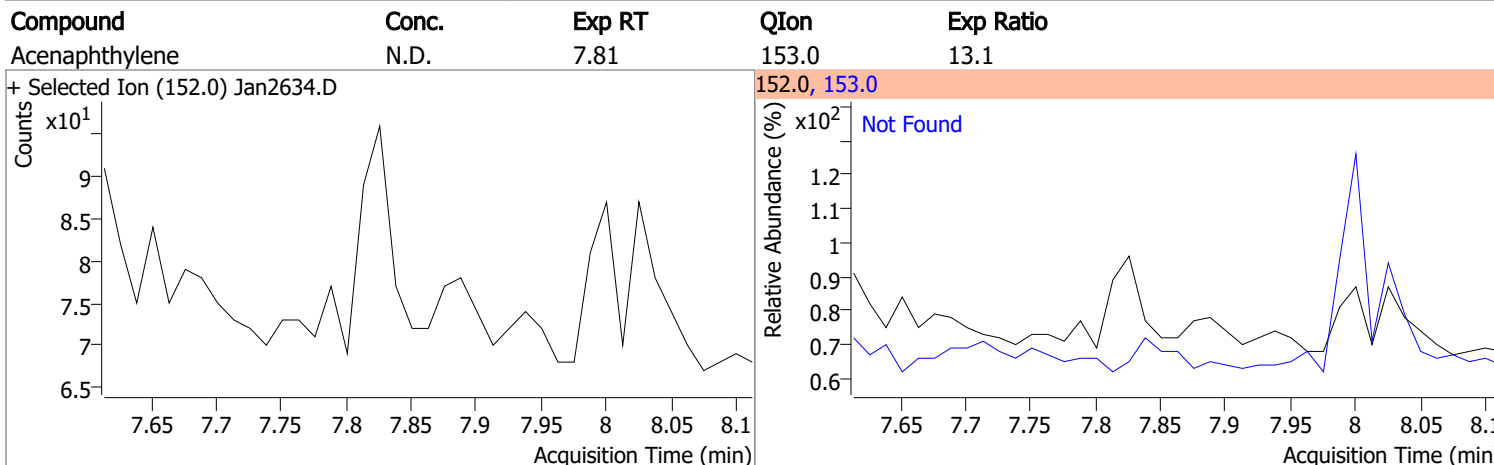 Compound Conc. Exp RT QIon Exp Ratio
Acenaphthylene N.D. 7.81 153.0 13.1
+ Selected Ion (152.0) Jan2634.D
Counts
x10¹
9
8.5
8
7.5
7
6.5
7.65 7.7 7.75 7.8 7.85 7.9 7.95 8 8.05 8.1
Acquisition Time (min)
152.0, 153.0
Relative Abundance (%)
x10²
Not Found
1.2
1.1
1
0.9
0.8
0.7
0.6
7.65 7.7 7.75 7.8 7.85 7.9 7.95 8 8.05 8.1
Acquisition Time (min